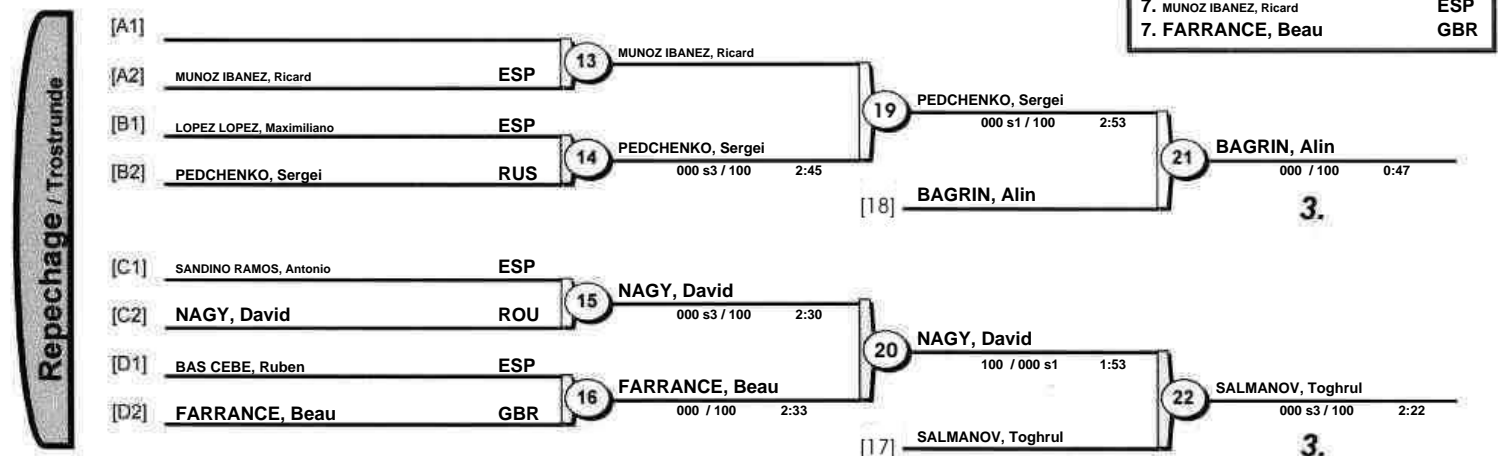 7. MUNOZ IBANEZ, Ricard ESP
7. FARRANCE, Beau GBR
Repechage / Trostrunde
[A1]
[A2] MUNOZ IBANEZ, Ricard ESP
13
MUNOZ IBANEZ, Ricard
[B1] LOPEZ LOPEZ, Maximiliano ESP
[B2] PEDCHENKO, Sergei RUS
14
PEDCHENKO, Sergei
000 s3 / 100 2:45
19
PEDCHENKO, Sergei
000 s1 / 100 2:53
[18] BAGRIN, Alin
21
BAGRIN, Alin
000 / 100 0:47
3.
[C1] SANDINO RAMOS, Antonio ESP
[C2] NAGY, David ROU
15
NAGY, David
000 s3 / 100 2:30
[D1] BAS CEBE, Ruben ESP
[D2] FARRANCE, Beau GBR
16
FARRANCE, Beau
000 / 100 2:33
20
NAGY, David
100 / 000 s1 1:53
[17] SALMANOV, Toghrul
22
SALMANOV, Toghrul
000 s3 / 100 2:22
3.